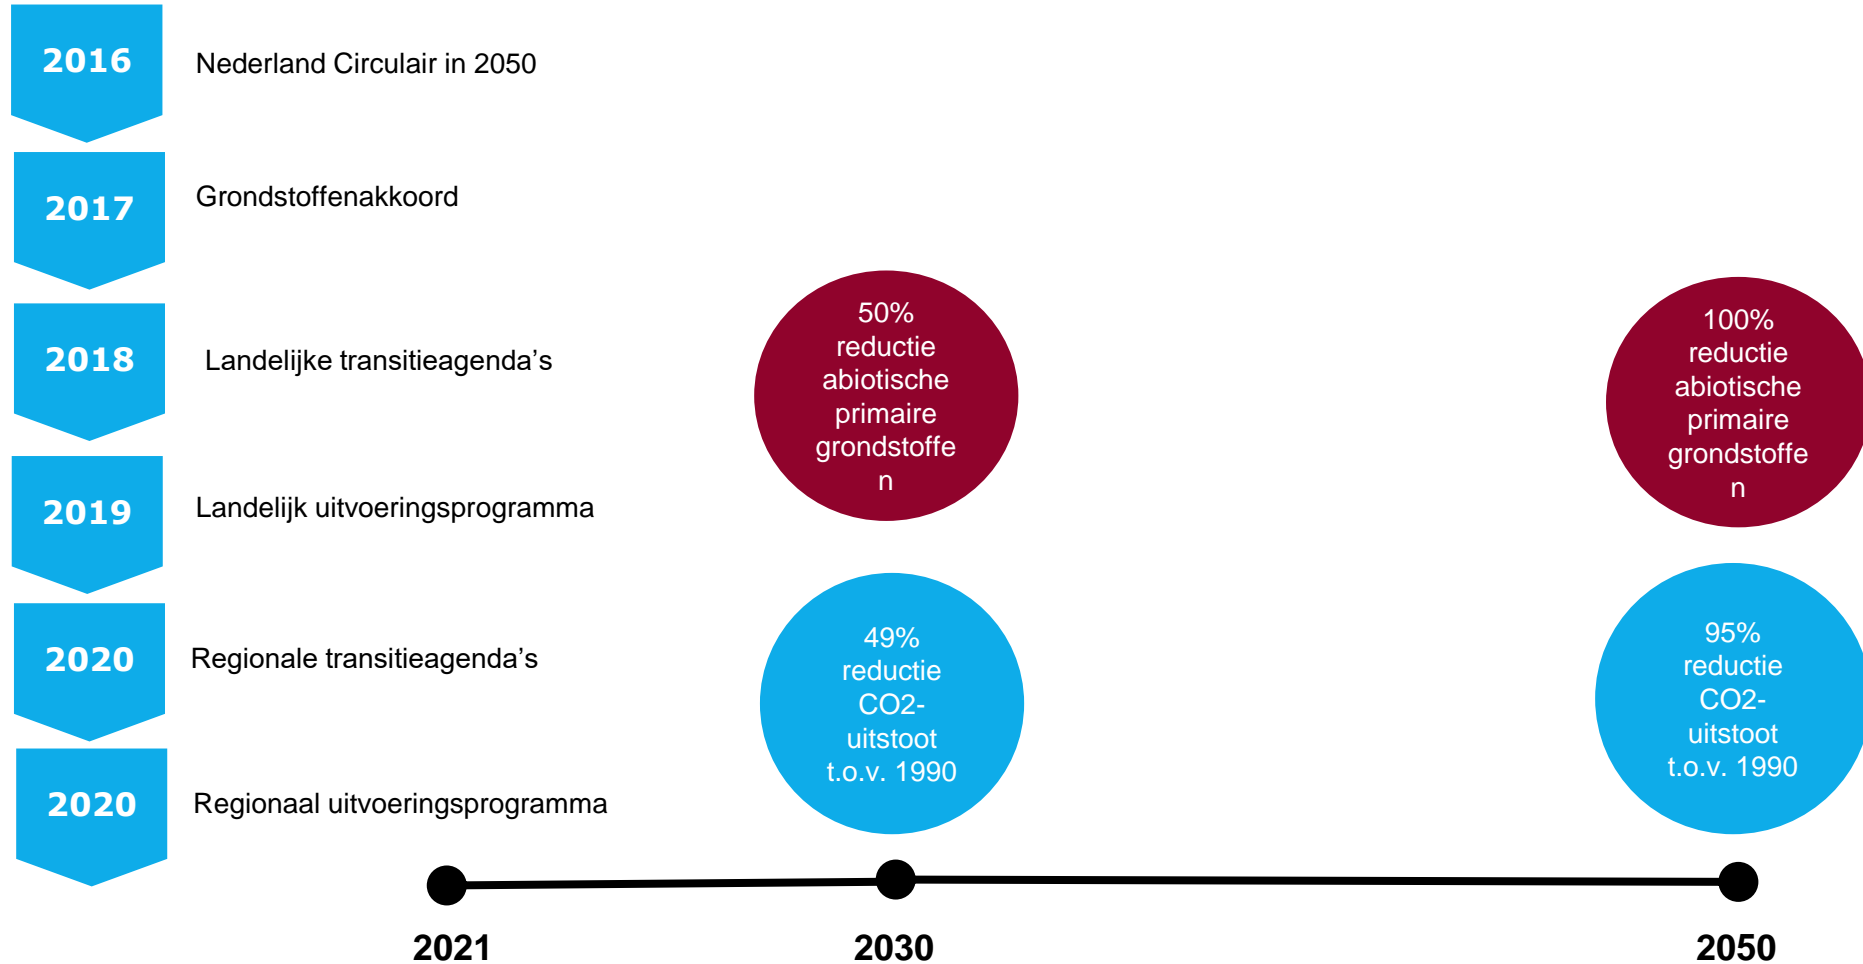 2016
Nederland Circulair in 2050
2017
Grondstoffenakkoord
2018
Landelijke transitieagenda’s
2019
Landelijk uitvoeringsprogramma
2020
Regionale transitieagenda’s
2020
Regionaal uitvoeringsprogramma
50%
reductie
abiotische
primaire
grondstoffe
n
100%
reductie
abiotische
primaire
grondstoffe
n
49%
reductie
CO2-
uitstoot
t.o.v. 1990
95%
reductie
CO2-
uitstoot
t.o.v. 1990
2021
2030
2050